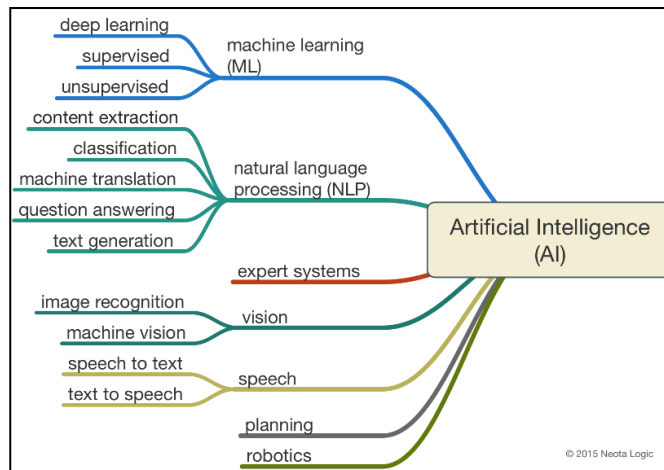 deep learning
supervised
unsupervised
machine learning
(ML)
content extraction
classification
machine translation
question answering
text generation
natural language
processing (NLP)
expert systems
image recognition
machine vision
vision
speech to text
text to speech
speech
planning
robotics
Artificial Intelligence
(AI)
© 2015 Neota Logic